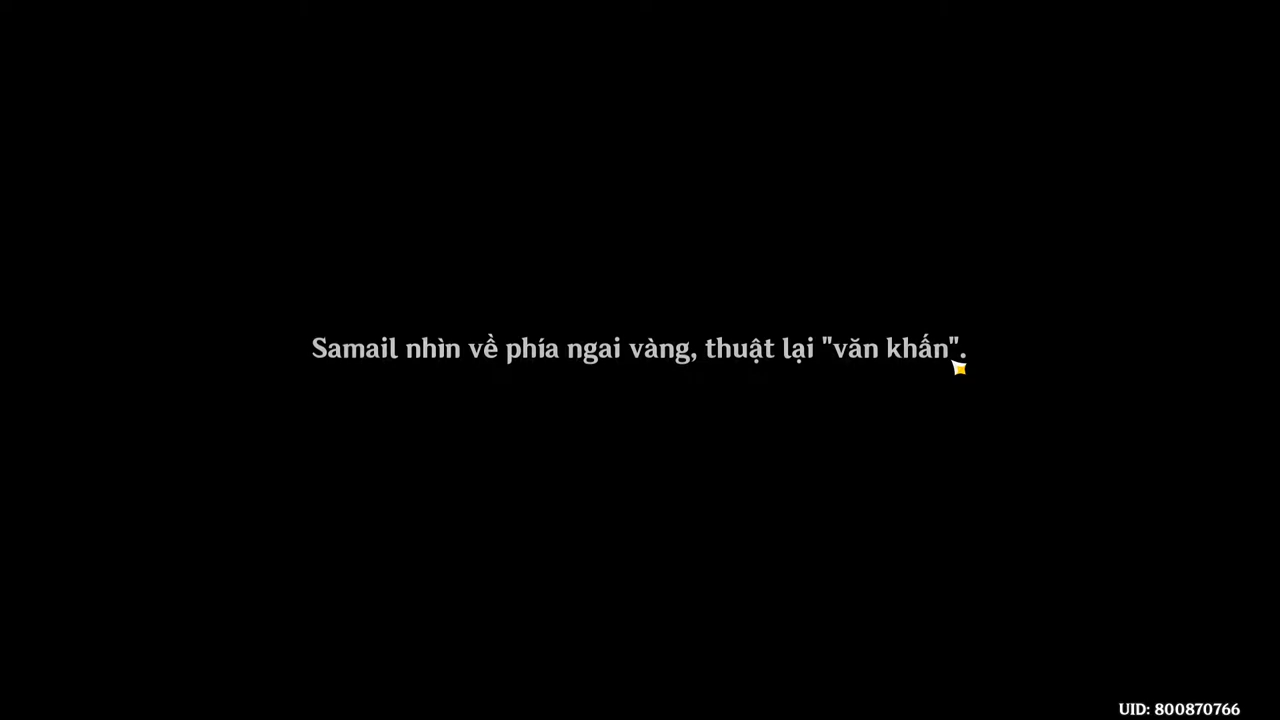 Samail nhìn về phía ngai vàng, thuật lại "văn khấn".
UID: 800870766